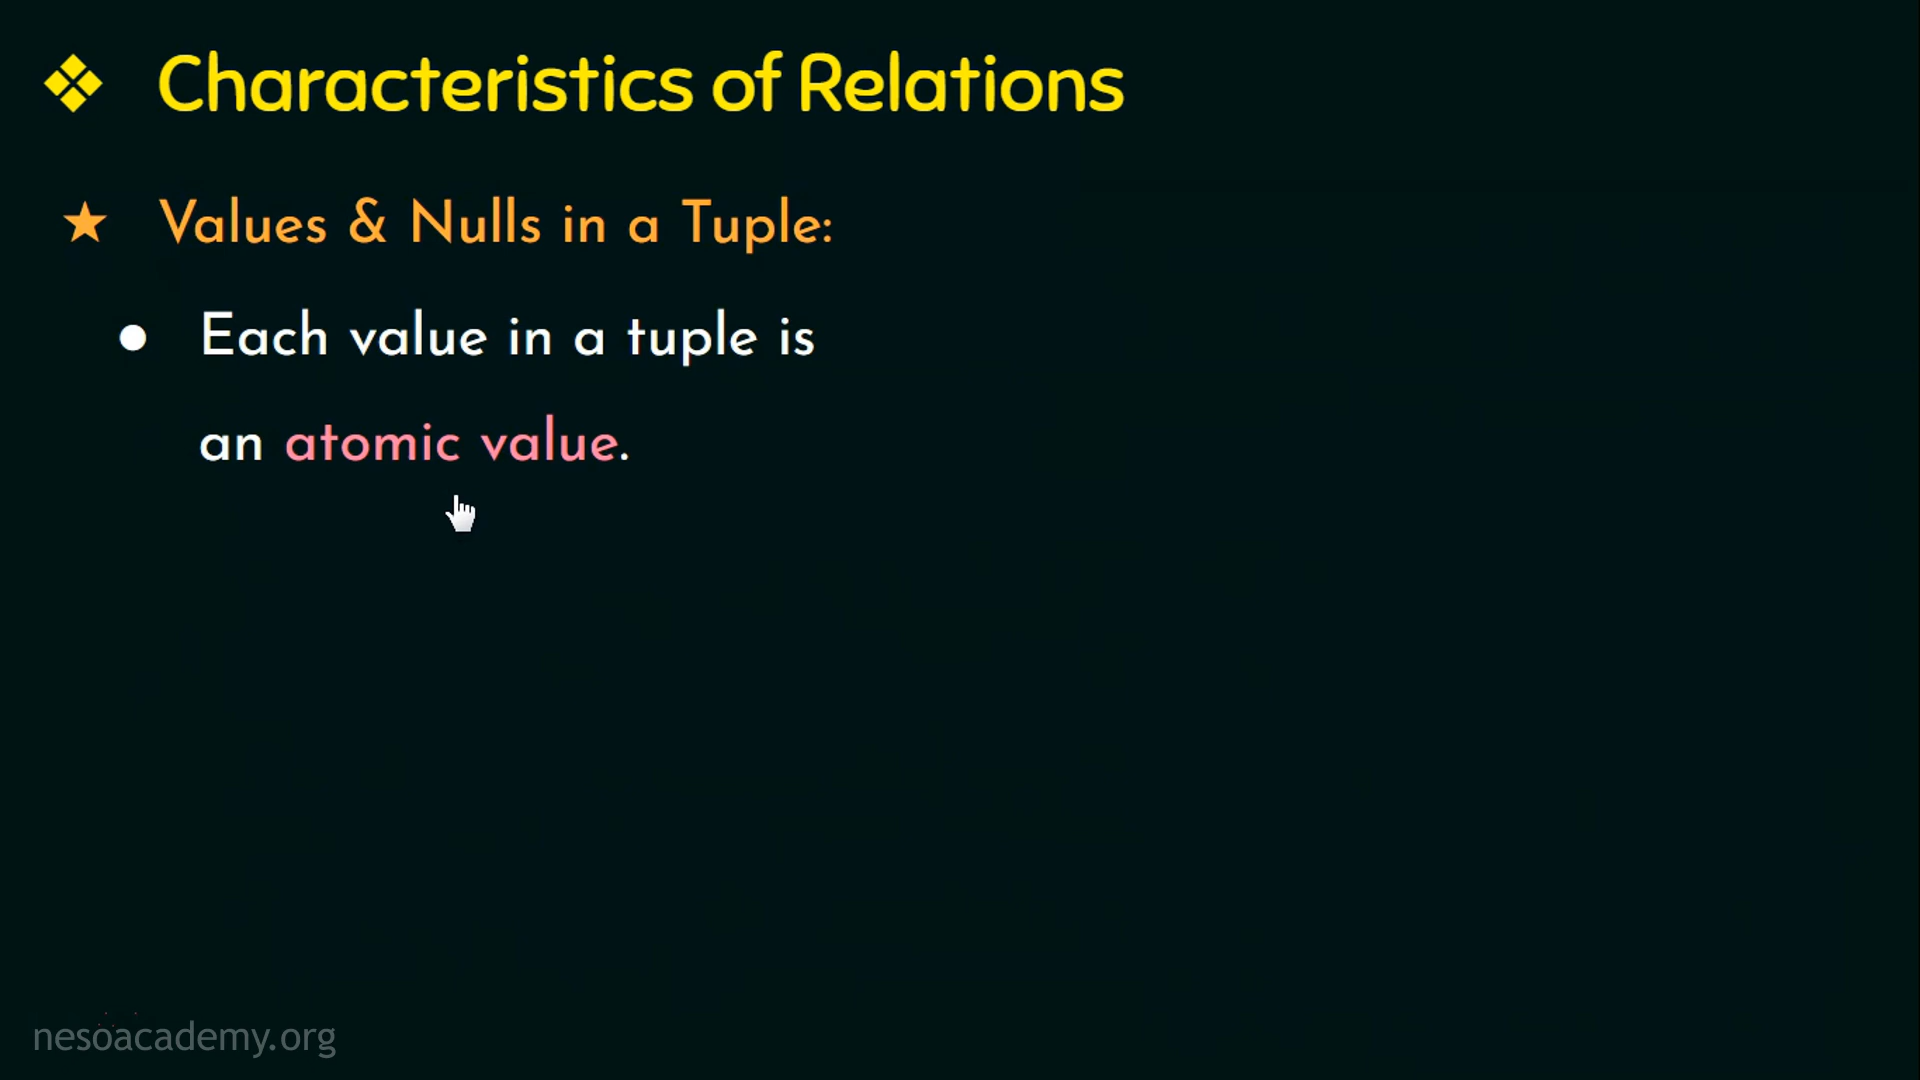 ❖ Characteristics of Relations
★ Values & Nulls in a Tuple:
● Each value in a tuple is
an atomic value.
nesoacademy.org